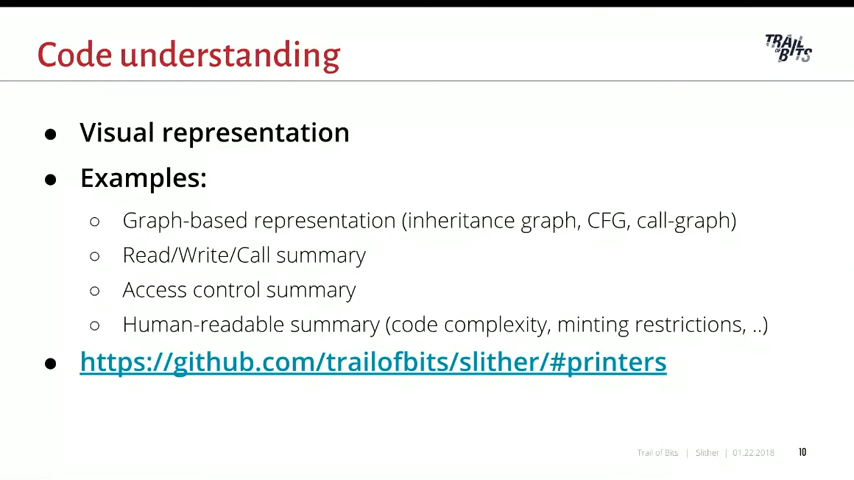 Code understanding
TRAIL
OF
BITS
● Visual representation
● Examples:
○ Graph-based representation (inheritance graph, CFG, call-graph)
○ Read/Write/Call summary
○ Access control summary
○ Human-readable summary (code complexity, minting restrictions, ..)
● https://github.com/trailofbits/slither/#printers
Trail of Bits | Slither | 01.22.2018 10